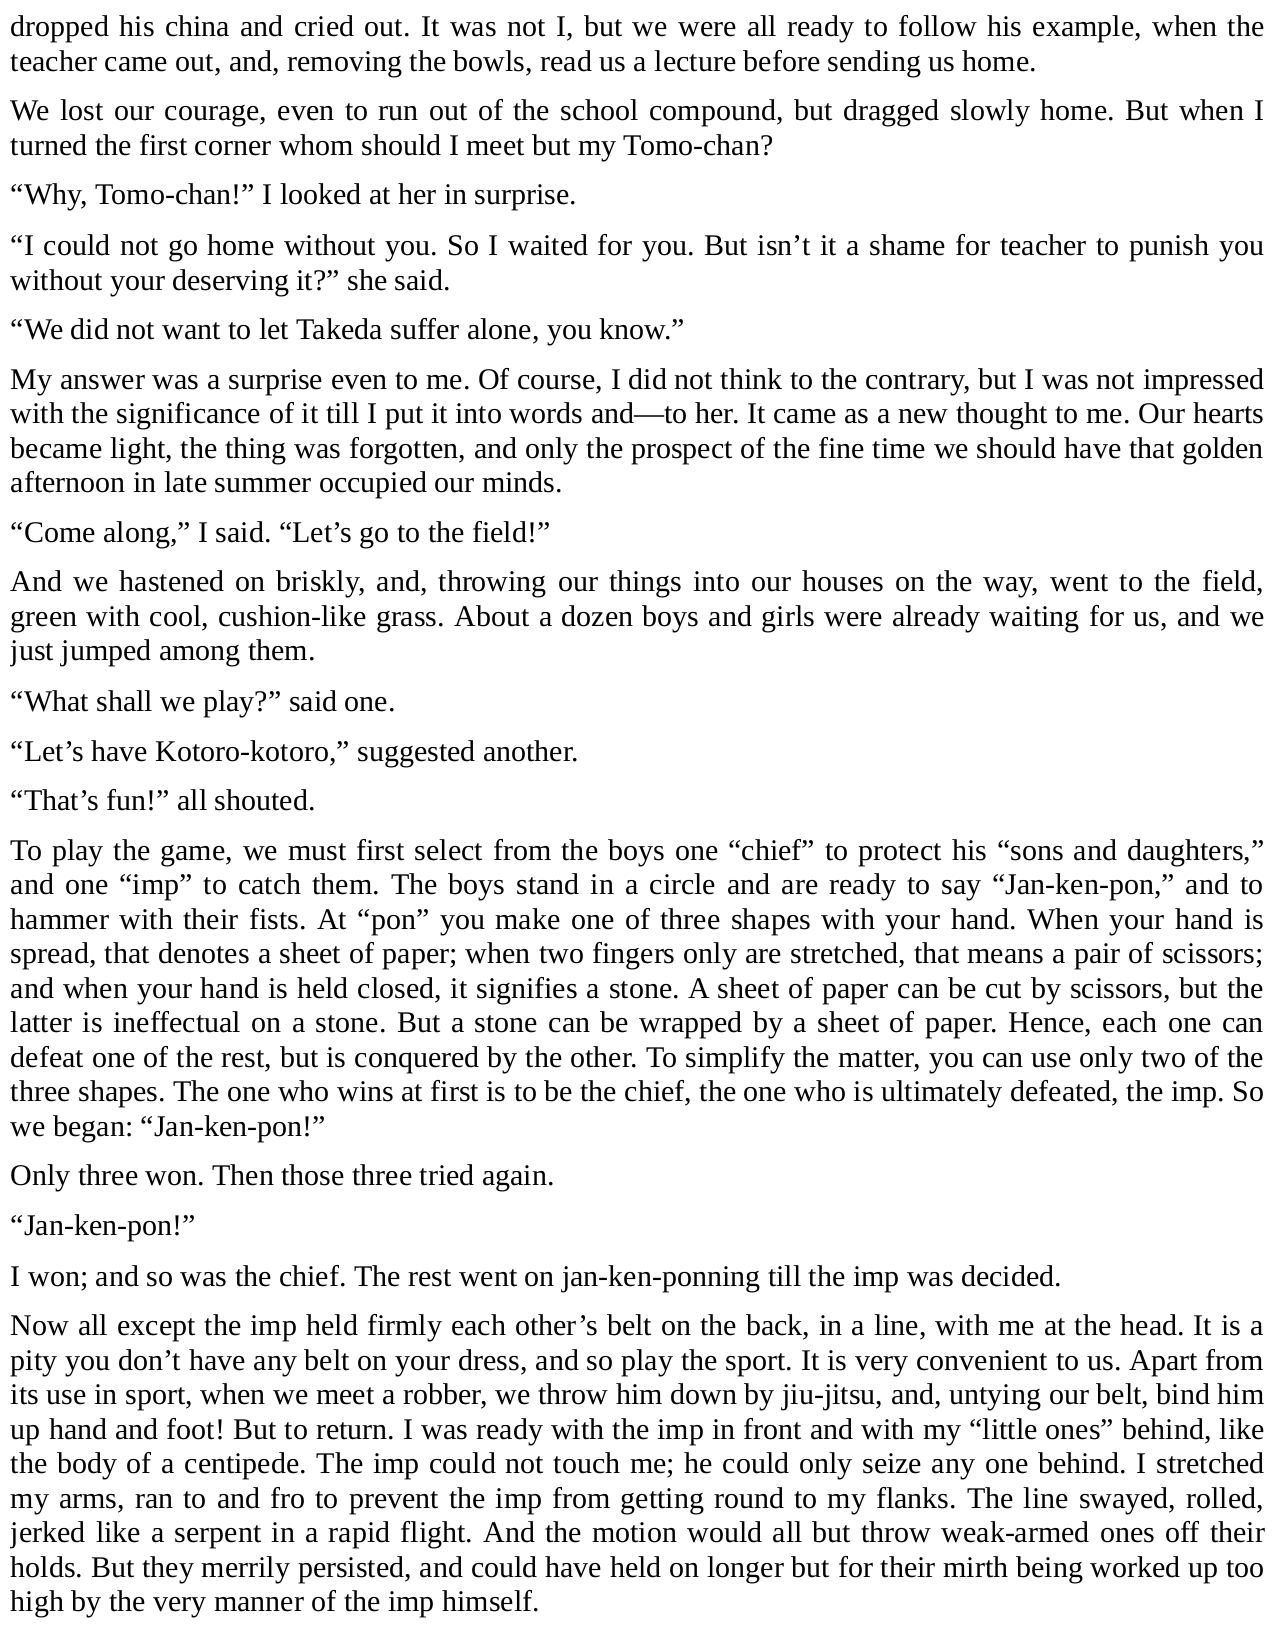 dropped his china and cried out. It was not I, but we were all ready to follow his example, when the
teacher came out, and, removing the bowls, read us a lecture before sending us home.
We lost our courage, even to run out of the school compound, but dragged slowly home. But when I
turned the first corner whom should I meet but my Tomo-chan?
“Why, Tomo-chan!” I looked at her in surprise.
“I could not go home without you. So I waited for you. But isn’t it a shame for teacher to punish you
without your deserving it?” she said.
“We did not want to let Takeda suffer alone, you know.”
My answer was a surprise even to me. Of course, I did not think to the contrary, but I was not impressed
with the significance of it till I put it into words and—to her. It came as a new thought to me. Our hearts
became light, the thing was forgotten, and only the prospect of the fine time we should have that golden
afternoon in late summer occupied our minds.
“Come along,” I said. “Let’s go to the field!”
And we hastened on briskly, and, throwing our things into our houses on the way, went to the field,
green with cool, cushion-like grass. About a dozen boys and girls were already waiting for us, and we
just jumped among them.
“What shall we play?” said one.
“Let’s have Kotoro-kotoro,” suggested another.
“That’s fun!” all shouted.
To play the game, we must first select from the boys one “chief” to protect his “sons and daughters,”
and one “imp” to catch them. The boys stand in a circle and are ready to say “Jan-ken-pon,” and to
hammer with their fists. At “pon” you make one of three shapes with your hand. When your hand is
spread, that denotes a sheet of paper; when two fingers only are stretched, that means a pair of scissors;
and when your hand is held closed, it signifies a stone. A sheet of paper can be cut by scissors, but the
latter is ineffectual on a stone. But a stone can be wrapped by a sheet of paper. Hence, each one can
defeat one of the rest, but is conquered by the other. To simplify the matter, you can use only two of the
three shapes. The one who wins at first is to be the chief, the one who is ultimately defeated, the imp. So
we began: “Jan-ken-pon!”
Only three won. Then those three tried again.
“Jan-ken-pon!”
I won; and so was the chief. The rest went on jan-ken-ponning till the imp was decided.
Now all except the imp held firmly each other’s belt on the back, in a line, with me at the head. It is a
pity you don’t have any belt on your dress, and so play the sport. It is very convenient to us. Apart from
its use in sport, when we meet a robber, we throw him down by jiu-jitsu, and, untying our belt, bind him
up hand and foot! But to return. I was ready with the imp in front and with my “little ones” behind, like
the body of a centipede. The imp could not touch me; he could only seize any one behind. I stretched
my arms, ran to and fro to prevent the imp from getting round to my flanks. The line swayed, rolled,
jerked like a serpent in a rapid flight. And the motion would all but throw weak-armed ones off their
holds. But they merrily persisted, and could have held on longer but for their mirth being worked up too
high by the very manner of the imp himself.